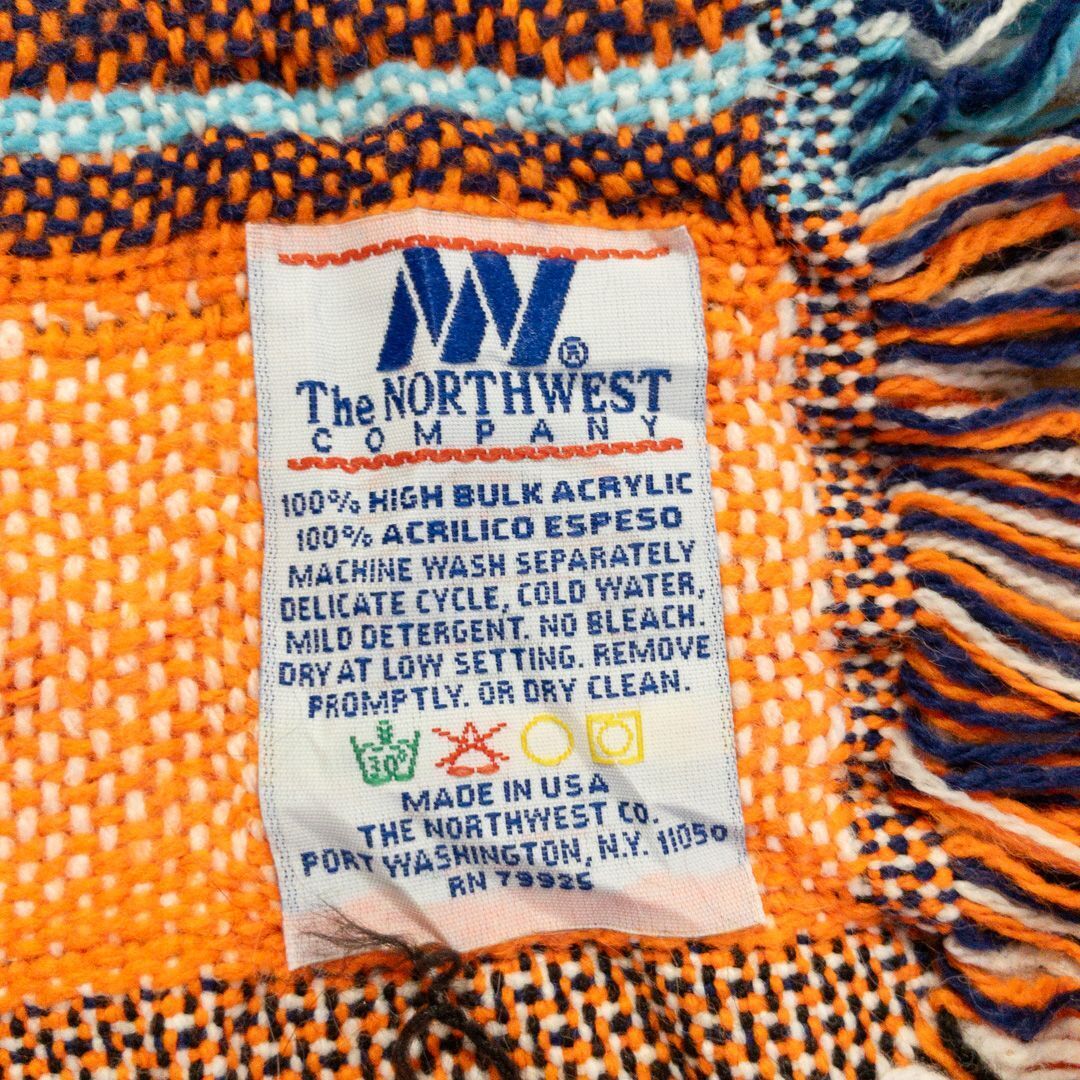 NW®
The NORTHWEST
COMPANY
100% HIGH BULK ACRYLIC
100% ACRILICO ESPESO
MACHINE WASH SEPARATELY
DELICATE CYCLE, COLD WATER,
MILD DETERGENT. NO BLEACH.
DRY AT LOW SETTING. REMOVE
PROMPTLY. OR DRY CLEAN.
30°
MADE IN USA
THE NORTHWEST CO.
PORT WASHINGTON, N.Y. 11050
RN 79925